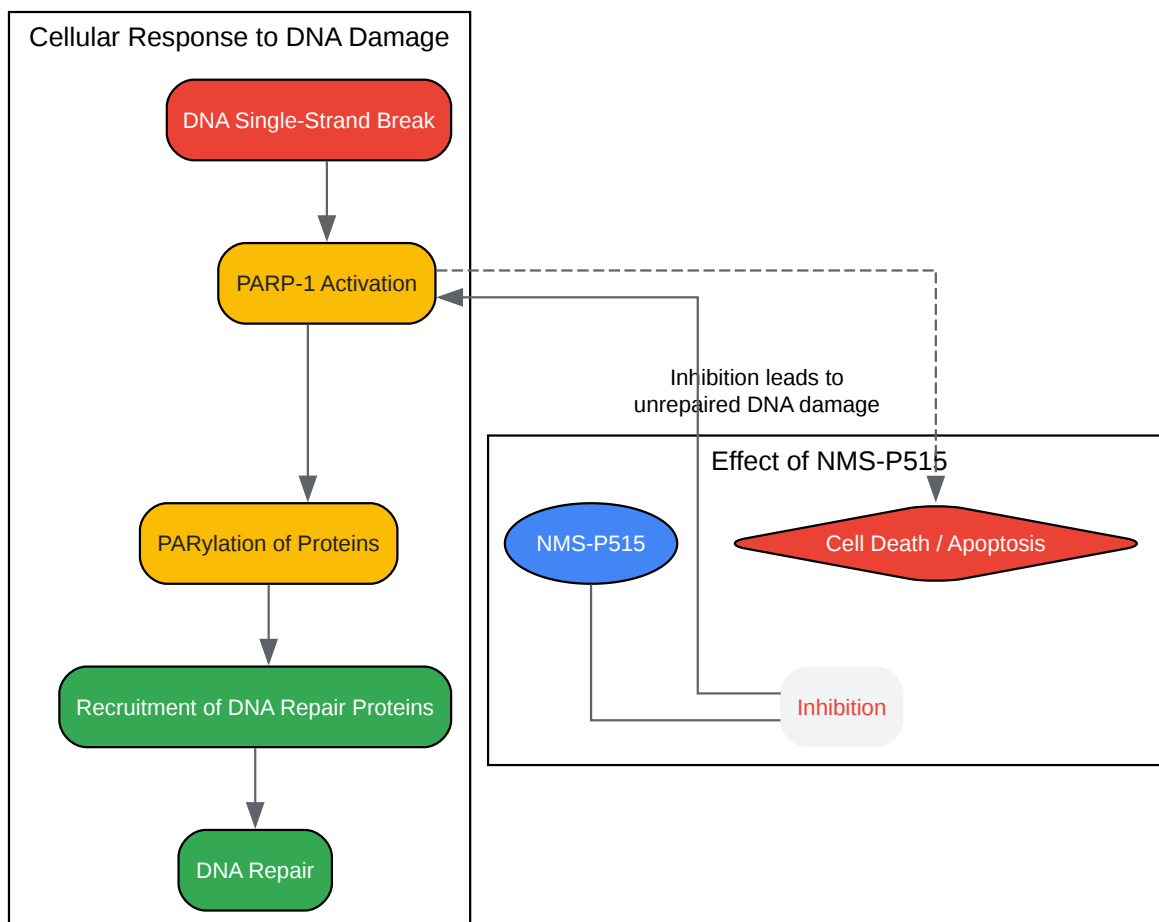 Cellular Response to DNA Damage
DNA Single-Strand Break
PARP-1 Activation
Inhibition leads to
unrepaired DNA damage
Effect of NMS-P515
PARylation of Proteins
NMS-P515
Cell Death / Apoptosis
Recruitment of DNA Repair Proteins
Inhibition
DNA Repair